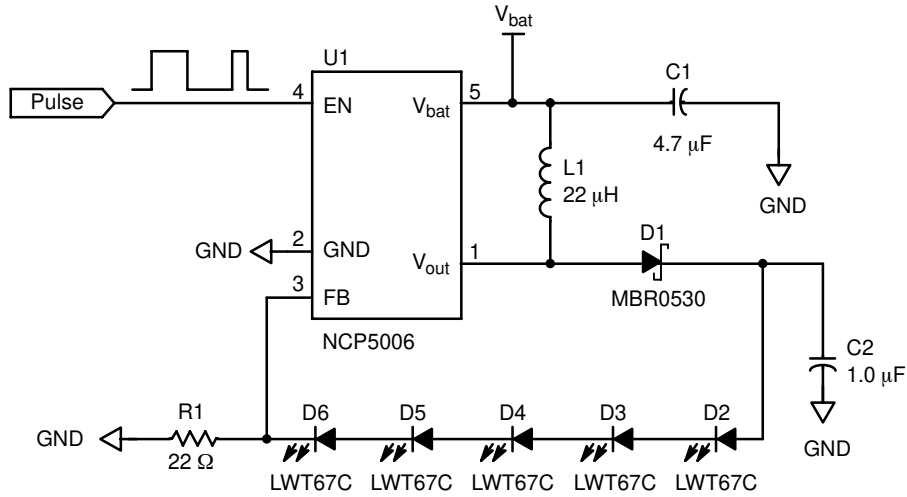 V_bat
U1
C1
4 5
Pulse
EN V_bat
4.7 μF
L1
22 μH
GND
D1
2 1
GND GND V_out
3
FB
MBR0530
NCP5006
C2
1.0 μF
R1 D6 D5 D4 D3 D2
GND
GND
22 Ω
LWT67C LWT67C LWT67C LWT67C LWT67C